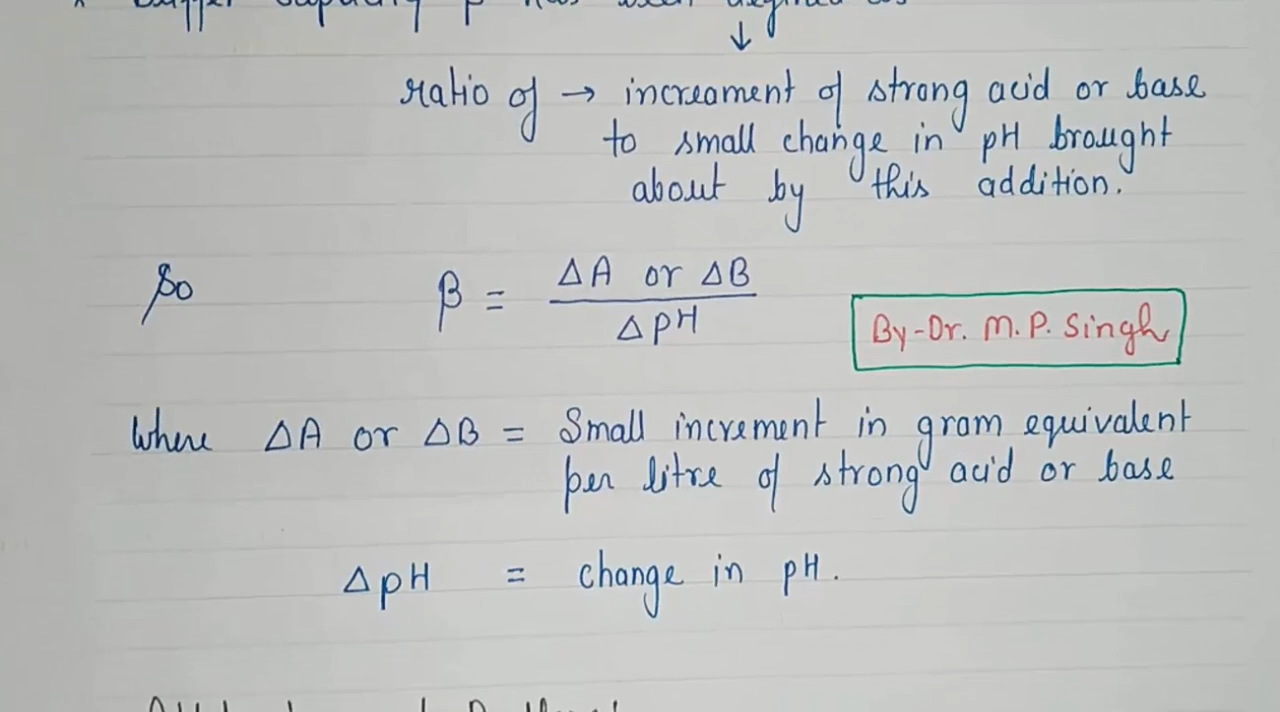 ratio of → increament of strong acid or base
to small change in pH brought
about by this addition.
So β = ΔA or ΔB / ΔpH
By-Dr. M.P. Singh
Where ΔA or ΔB = Small increment in gram equivalent
per litre of strong acid or base
ΔpH = change in pH.